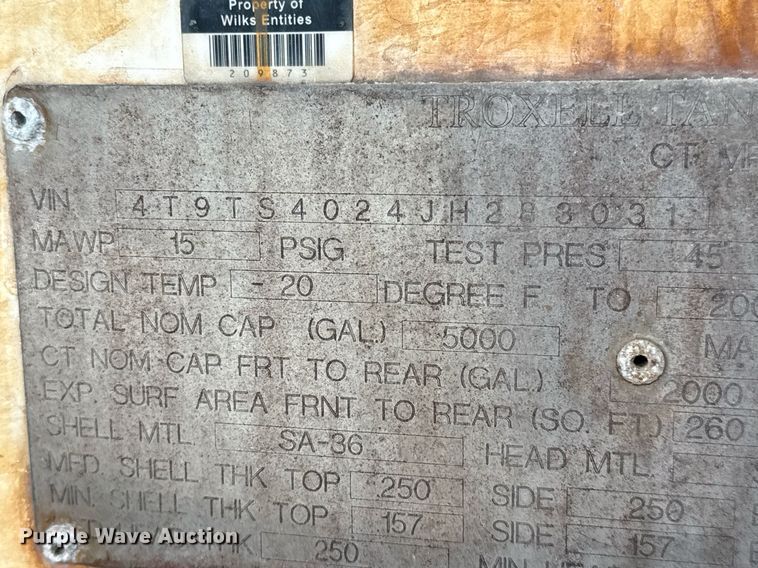 Property of
Wilks Entities
209873
TROXELL TAN
CT
VIN 4T9TS4024JH283031
MAWP 15 PSIG TEST PRES 45
DESIGN TEMP -20 DEGREE F. TO 200
TOTAL NOM CAP (GAL.) 5000 MA
CT NOM CAP FRT TO REAR (GAL.) 2000
EXP. SURF AREA FRNT TO REAR (SQ. FT.) 260
SHELL MTL SA-36 HEAD MTL
MFD. SHELL THK TOP .250 SIDE .250
MIN. SHELL THK TOP .157 SIDE .157
250
Purple Wave Auction